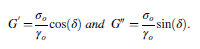 G′ = σₒ/γₒ cos(δ) and G″ = σₒ/γₒ sin(δ).